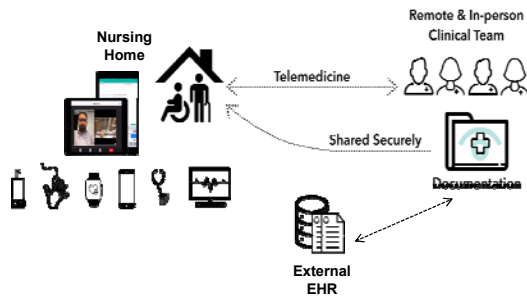 Remote & In-person
Clinical Team
Nursing
Home
Telemedicine
Shared Securely
Documentation
External
EHR